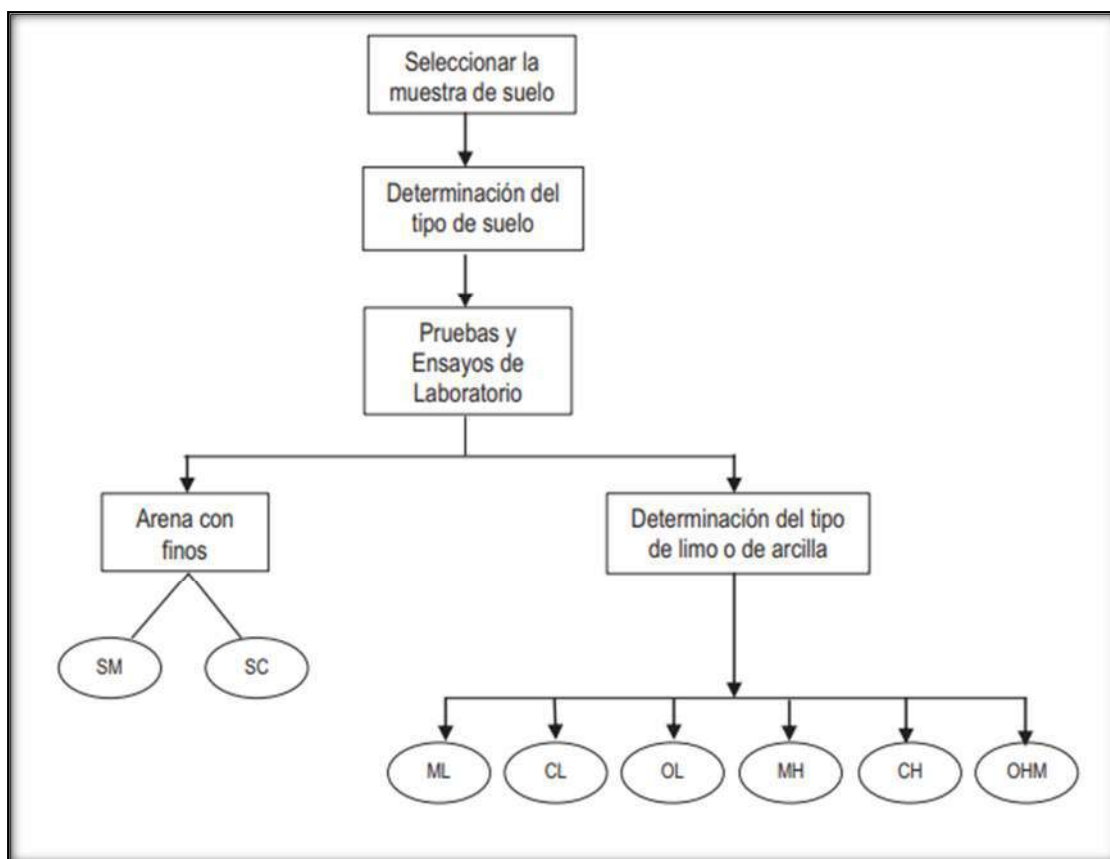 Seleccionar la
muestra de suelo
Determinación del
tipo de suelo
Pruebas y
Ensayos de
Laboratorio
Arena con
finos
Determinación del tipo
de limo o de arcilla
SM
SC
ML
CL
OL
MH
CH
OHM